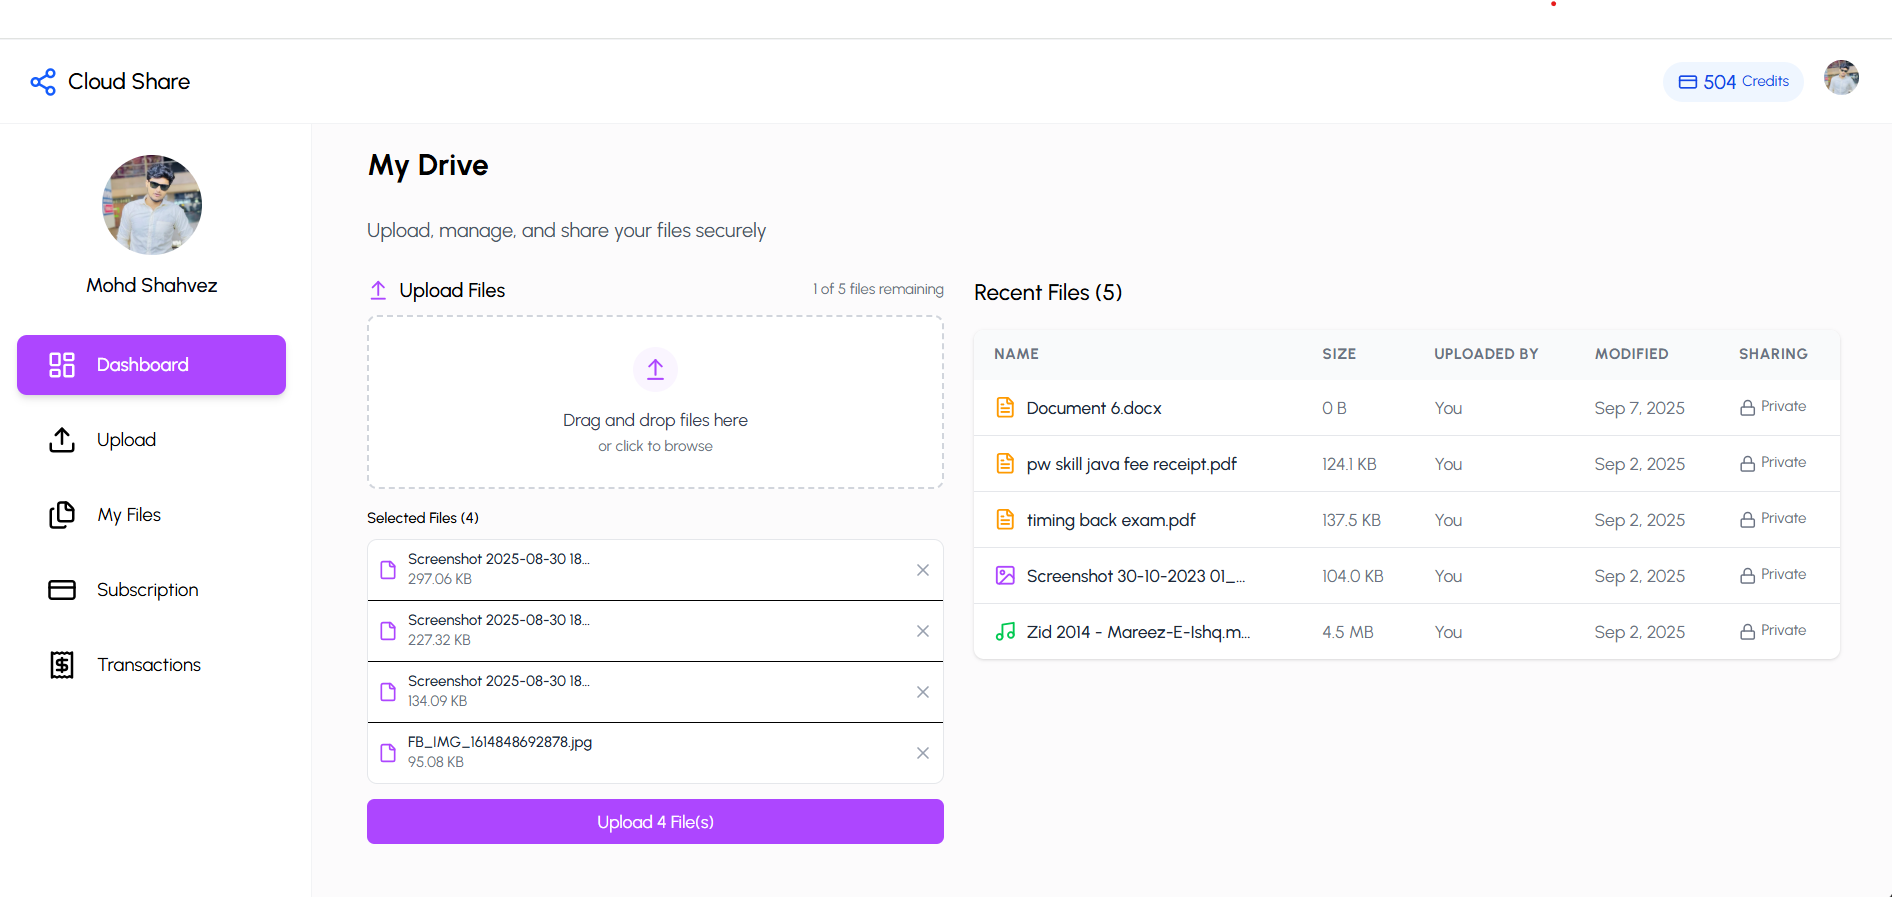 Cloud Share
504 Credits
Mohd Shahvez
Dashboard
Upload
My Files
Subscription
Transactions
My Drive
Upload, manage, and share your files securely
Upload Files
1 of 5 files remaining
Drag and drop files here
or click to browse
Selected Files (4)
Screenshot 2025-08-30 18...
297.06 KB
Screenshot 2025-08-30 18...
227.32 KB
Screenshot 2025-08-30 18...
134.09 KB
FB_IMG_1614848692878.jpg
95.08 KB
Upload 4 File(s)
Recent Files (5)
NAME SIZE UPLOADED BY MODIFIED SHARING
Document 6.docx 0 B You Sep 7, 2025 Private
pw skill java fee receipt.pdf 124.1 KB You Sep 2, 2025 Private
timing back exam.pdf 137.5 KB You Sep 2, 2025 Private
Screenshot 30-10-2023 01_... 104.0 KB You Sep 2, 2025 Private
Zid 2014 - Mareez-E-Ishq.m... 4.5 MB You Sep 2, 2025 Private